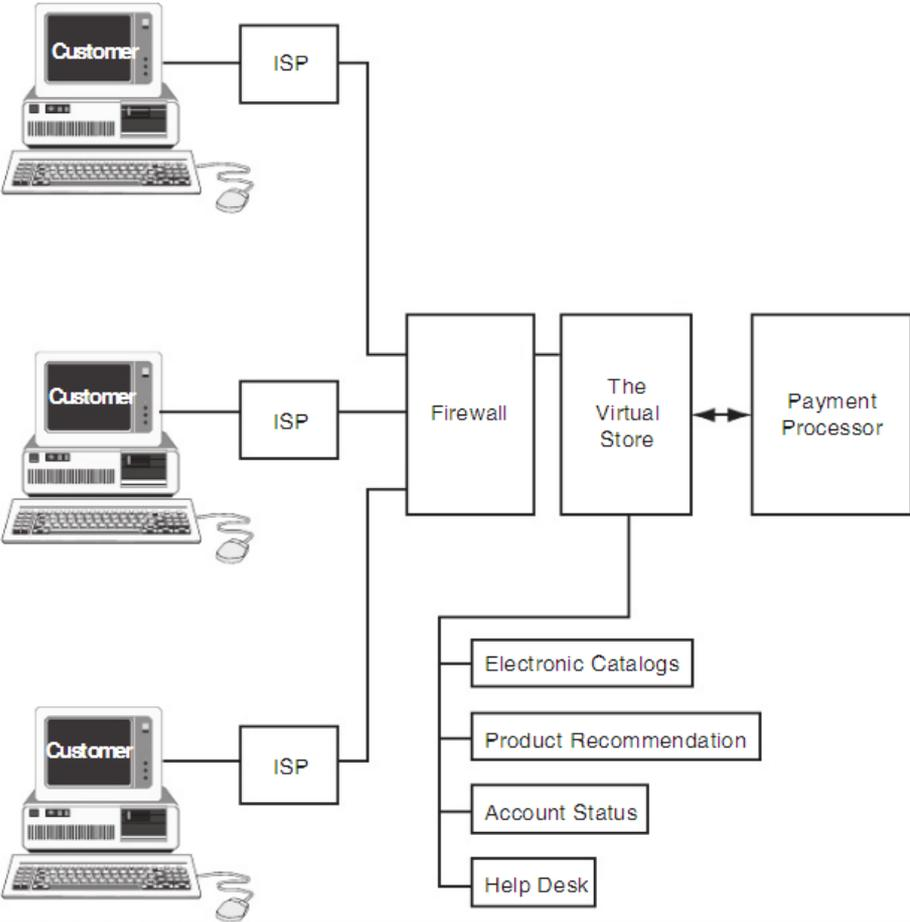 Customer
ISP
Customer
ISP
Customer
ISP
Firewall
The
Virtual
Store
Payment
Processor
Electronic Catalogs
Product Recommendation
Account Status
Help Desk